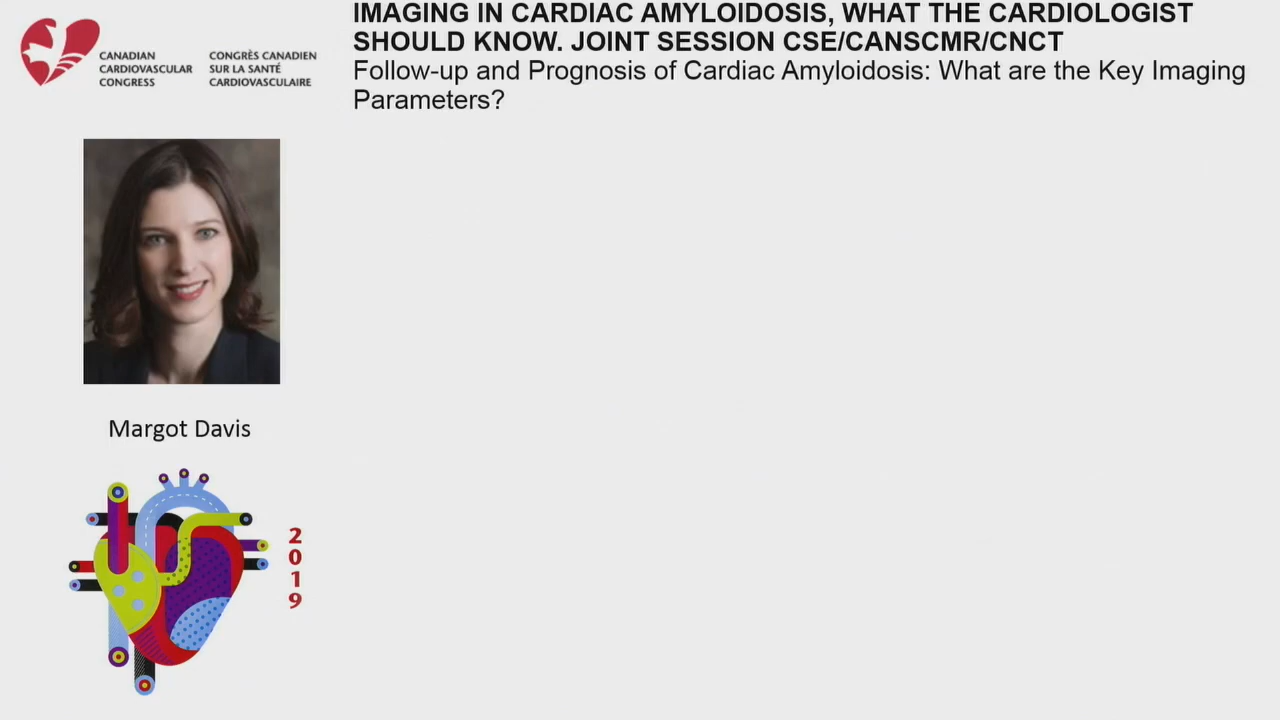 IMAGING IN CARDIAC AMYLOIDOSIS, WHAT THE CARDIOLOGIST
SHOULD KNOW. JOINT SESSION CSE/CANSCMR/CNCT
Follow-up and Prognosis of Cardiac Amyloidosis: What are the Key Imaging
Parameters?
CANADIAN
CARDIOVASCULAR
CONGRESS
CONGRÈS CANADIEN
SUR LA SANTÉ
CARDIOVASCULAIRE
Margot Davis
2
0
1
9